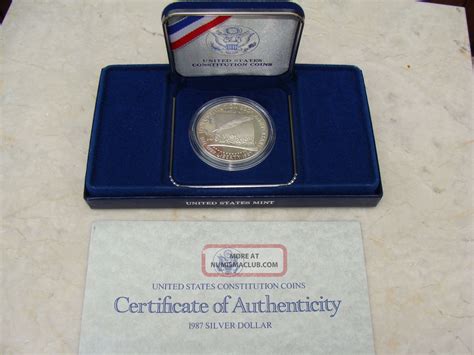 UNITED STATES
CONSTITUTION COINS
UNITED STATES MINT
MORE AT
NUMISMACLUB.COM
UNITED STATES CONSTITUTION COINS
Certificate of Authenticity
1987 SILVER DOLLAR